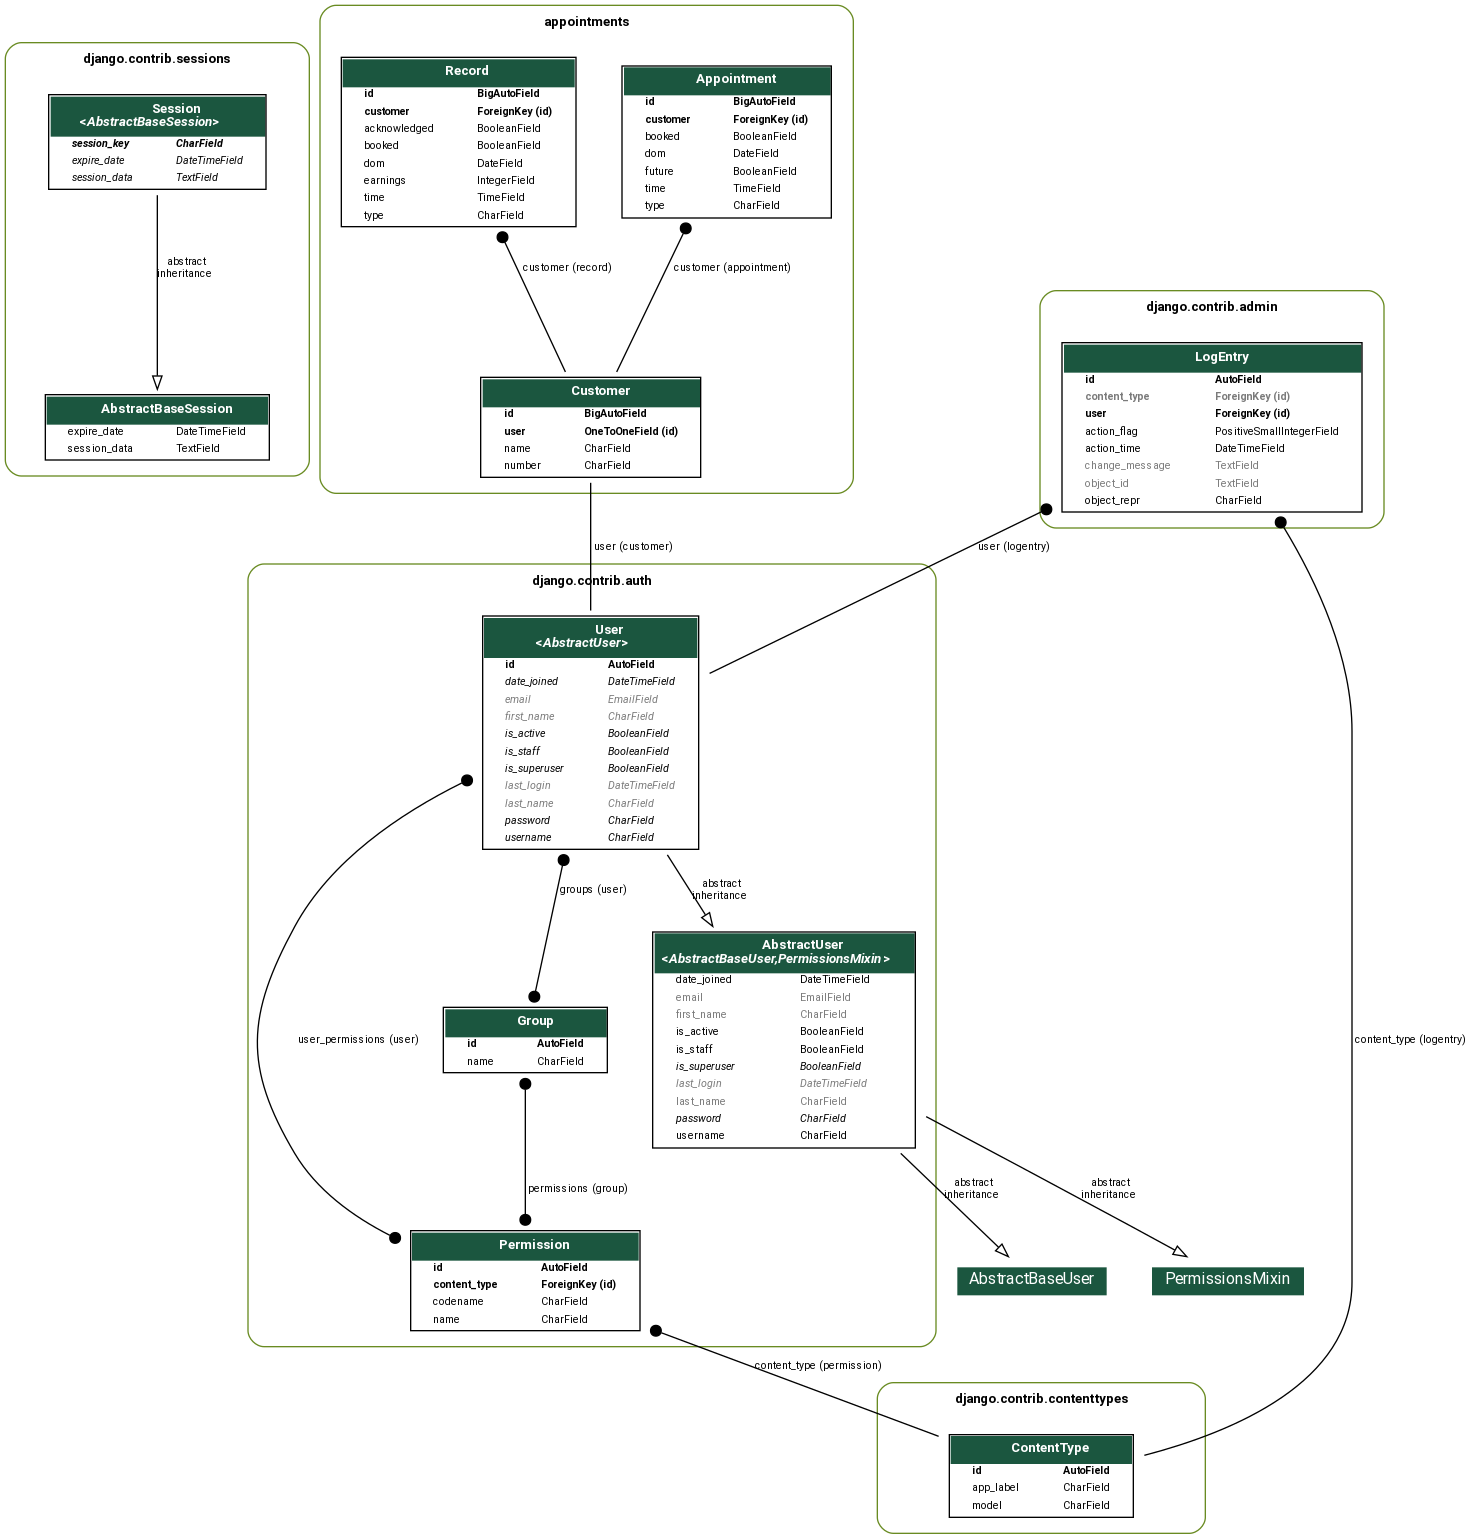 appointments
Record
id BigAutoField
customer ForeignKey (id)
acknowledged BooleanField
booked BooleanField
dom DateField
earnings IntegerField
time TimeField
type CharField
Appointment
id BigAutoField
customer ForeignKey (id)
booked BooleanField
dom DateField
future BooleanField
time TimeField
type CharField
customer (record)
customer (appointment)
Customer
id BigAutoField
user OneToOneField (id)
name CharField
number CharField
django.contrib.sessions
Session
<AbstractBaseSession>
session_key CharField
expire_date DateTimeField
session_data TextField
abstract
inheritance
AbstractBaseSession
expire_date DateTimeField
session_data TextField
django.contrib.admin
LogEntry
id AutoField
content_type ForeignKey (id)
user ForeignKey (id)
action_flag PositiveSmallIntegerField
action_time DateTimeField
change_message TextField
object_id TextField
object_repr CharField
user (customer)
user (logentry)
django.contrib.auth
User
<AbstractUser>
id AutoField
date_joined DateTimeField
email EmailField
first_name CharField
is_active BooleanField
is_staff BooleanField
is_superuser BooleanField
last_login DateTimeField
last_name CharField
password CharField
username CharField
groups (user)
abstract
inheritance
AbstractUser
<AbstractBaseUser,PermissionsMixin >
date_joined DateTimeField
email EmailField
first_name CharField
is_active BooleanField
is_staff BooleanField
is_superuser BooleanField
last_login DateTimeField
last_name CharField
password CharField
username CharField
Group
id AutoField
name CharField
user_permissions (user)
content_type (logentry)
permissions (group)
abstract
inheritance
abstract
inheritance
Permission
id AutoField
content_type ForeignKey (id)
codename CharField
name CharField
AbstractBaseUser
PermissionsMixin
content_type (permission)
django.contrib.contenttypes
ContentType
id AutoField
app_label CharField
model CharField